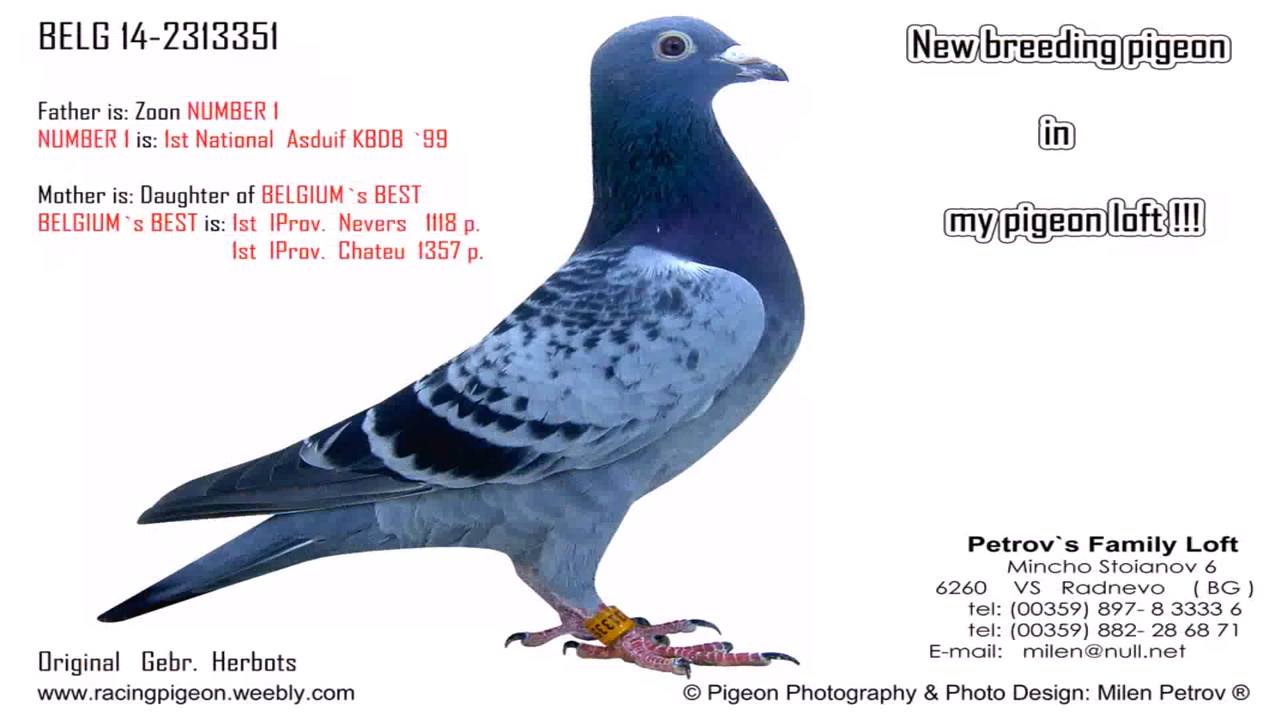 BELG 14-2313351
Father is: Zoon NUMBER 1
NUMBER 1 is: 1st National Asduif KBDB `99
Mother is: Daughter of BELGIUM`s BEST
BELGIUM`s BEST is: 1st IProv. Nevers 1118 p.
1st IProv. Chateu 1357 p.
New breeding pigeon
in
my pigeon loft !!!
Petrov`s Family Loft
Mincho Stoianov 6
6260 VS Radnevo ( BG )
tel: (00359) 897- 8 3333 6
tel: (00359) 882- 28 68 71
E-mail: milen@null.net
Original Gebr. Herbots
www.racingpigeon.weebly.com
© Pigeon Photography & Photo Design: Milen Petrov ®